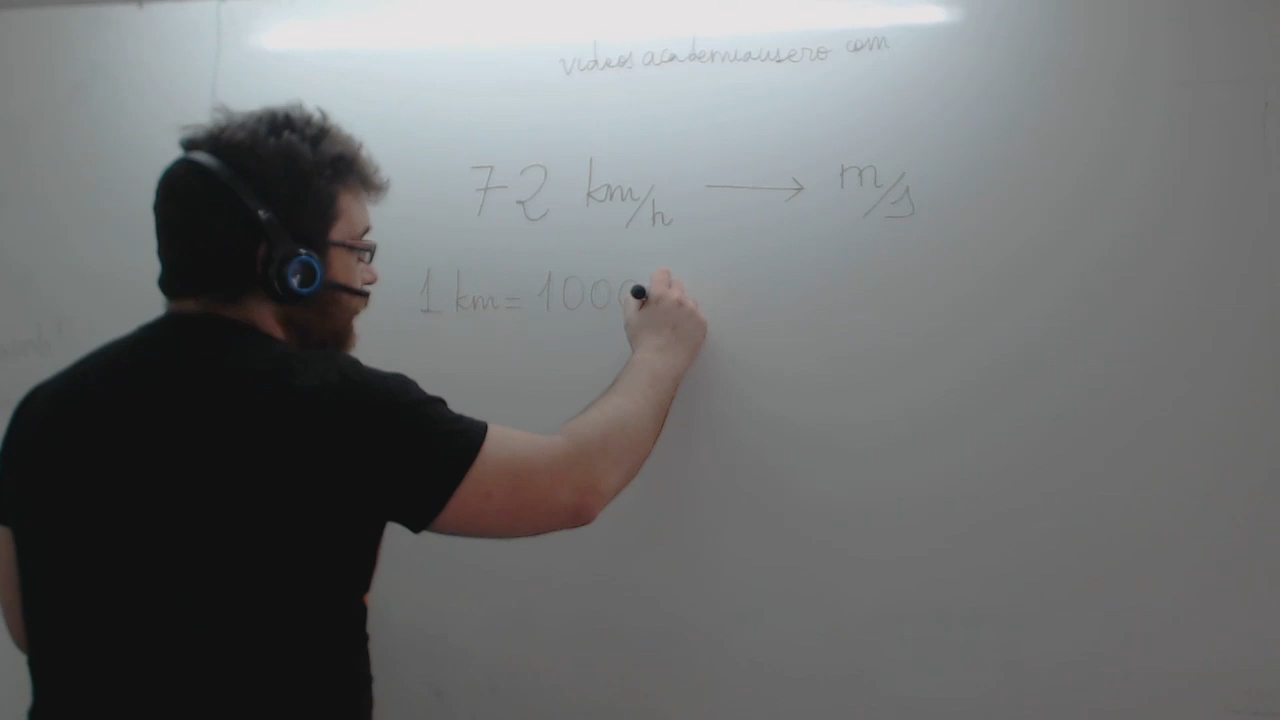 videosacademiausero com
72 km/h → m/s
1 km = 1000